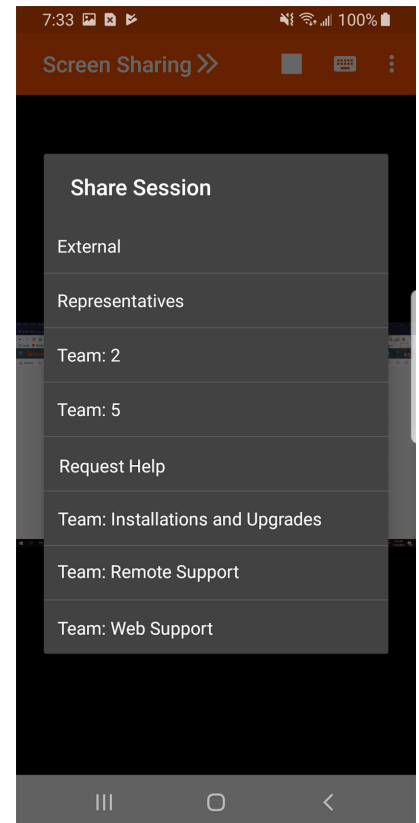 7:33 100%
Screen Sharing
Share Session
External
Representatives
Team: 2
Team: 5
Request Help
Team: Installations and Upgrades
Team: Remote Support
Team: Web Support